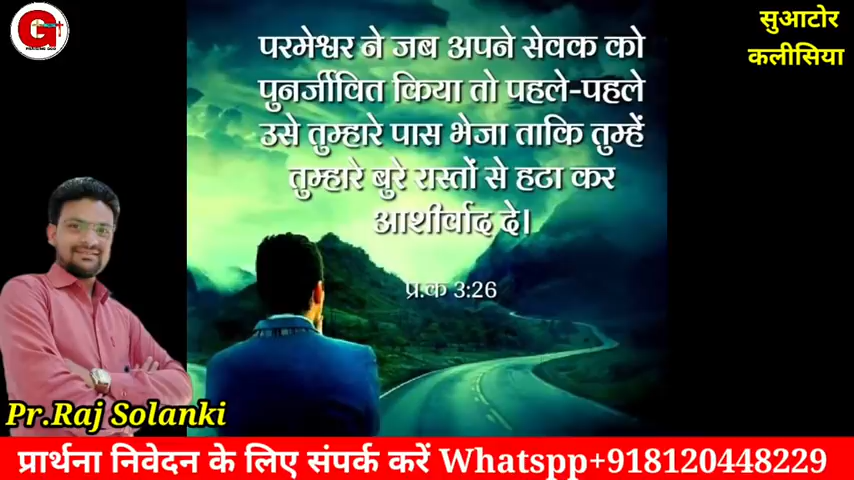 G
सुआटोर
कलीसिया
परमेश्वर ने जब अपने सेवक को
पुनर्जीवित किया तो पहले-पहले
उसे तुम्हारे पास भेजा ताकि तुम्हें
तुम्हारे बुरे रास्तों से हटा कर
आशीर्वाद दे।
प्र.क 3:26
Pr.Raj Solanki
प्रार्थना निवेदन के लिए संपर्क करें Whatspp+918120448229